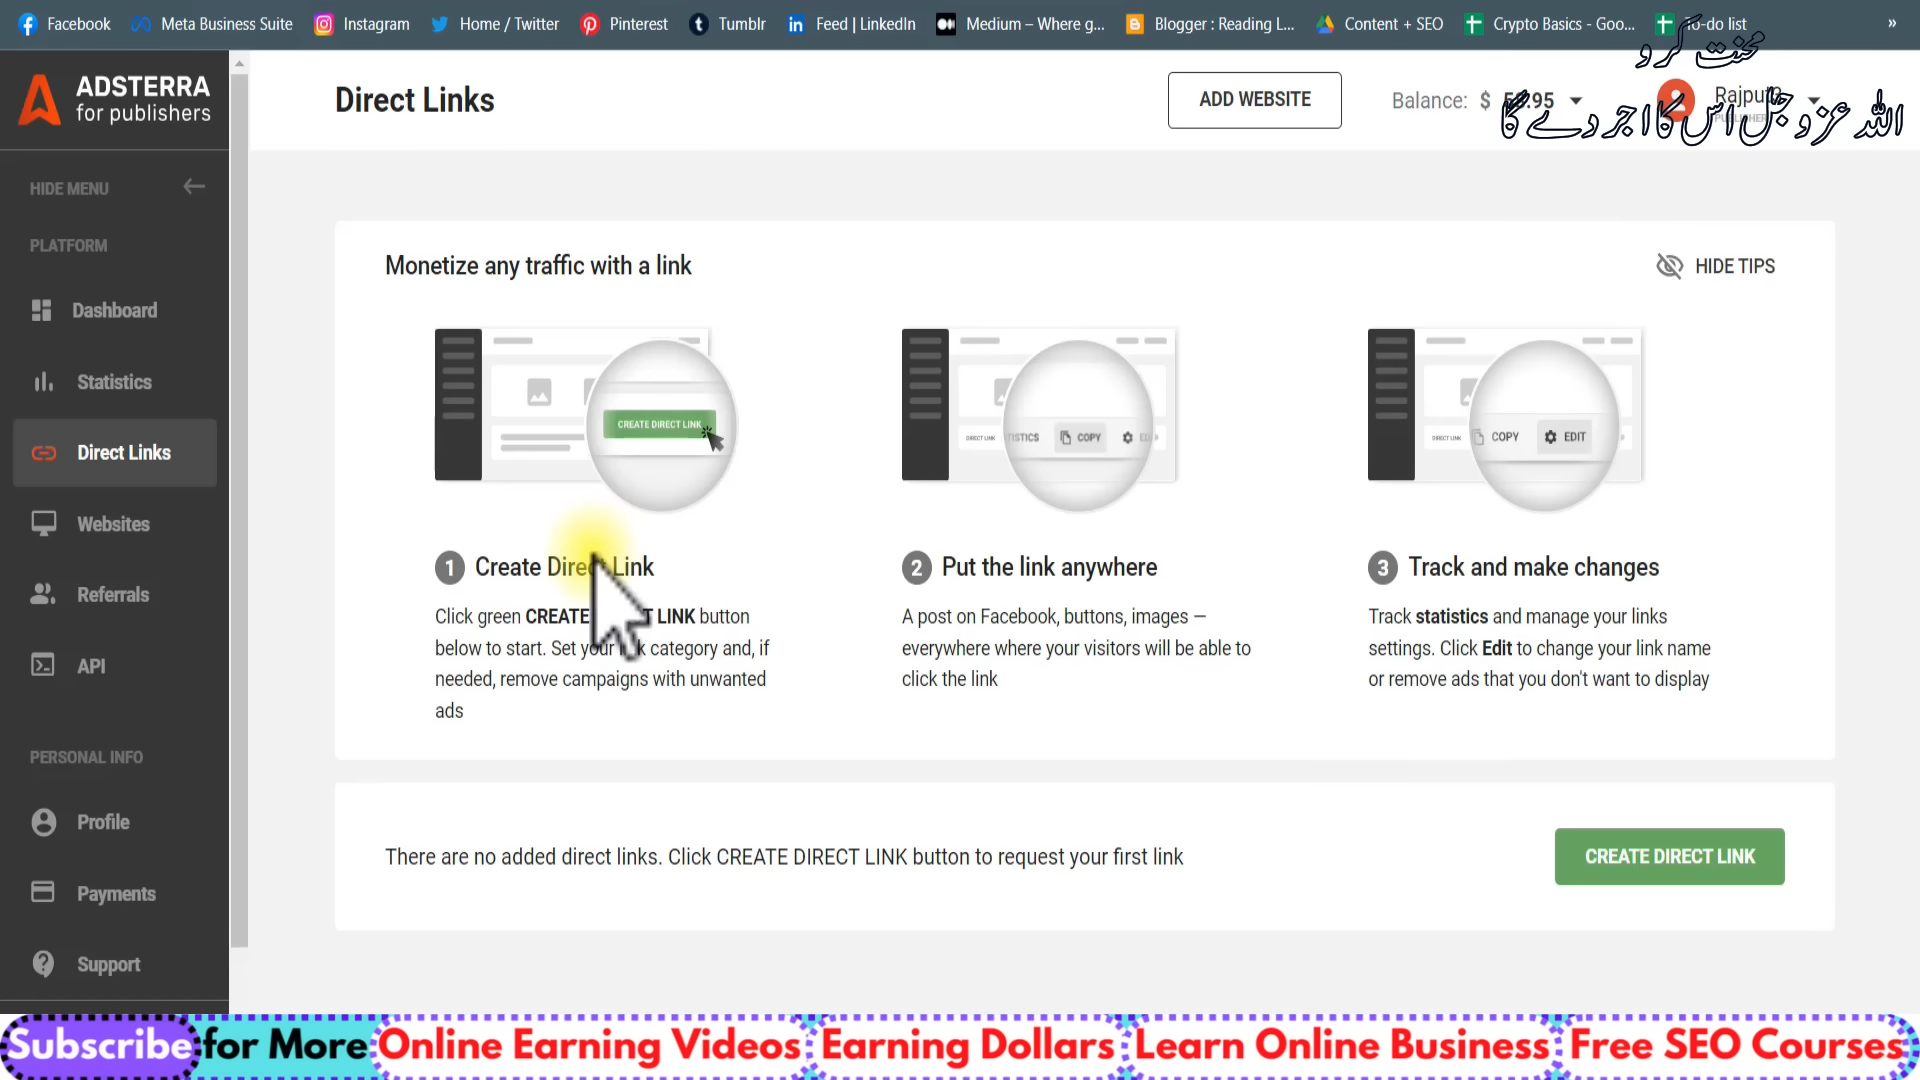 Facebook
Meta Business Suite
Instagram
Home / Twitter
Pinterest
Tumblr
Feed | LinkedIn
Medium – Where g...
Blogger : Reading L...
Content + SEO
Crypto Basics - Goo...
To-do list
»
محنت کرو
اللہ عزوجل اس کا اجر دے گا
ADSTERRA
for publishers
Direct Links
ADD WEBSITE
Balance: $ .95
Rajput
HIDE MENU
PLATFORM
Dashboard
Statistics
Direct Links
Websites
Referrals
API
PERSONAL INFO
Profile
Payments
Support
Monetize any traffic with a link
HIDE TIPS
CREATE DIRECT LINK
DIRECT LINK
ISTICS
COPY
DIRECT LINK
COPY
EDIT
1 Create Direct Link
Click green CREATE T LINK button
below to start. Set your link category and, if
needed, remove campaigns with unwanted
ads
2 Put the link anywhere
A post on Facebook, buttons, images —
everywhere where your visitors will be able to
click the link
3 Track and make changes
Track statistics and manage your links
settings. Click Edit to change your link name
or remove ads that you don't want to display
There are no added direct links. Click CREATE DIRECT LINK button to request your first link
CREATE DIRECT LINK
Subscribe for More Online Earning Videos Earning Dollars Learn Online Business Free SEO Courses